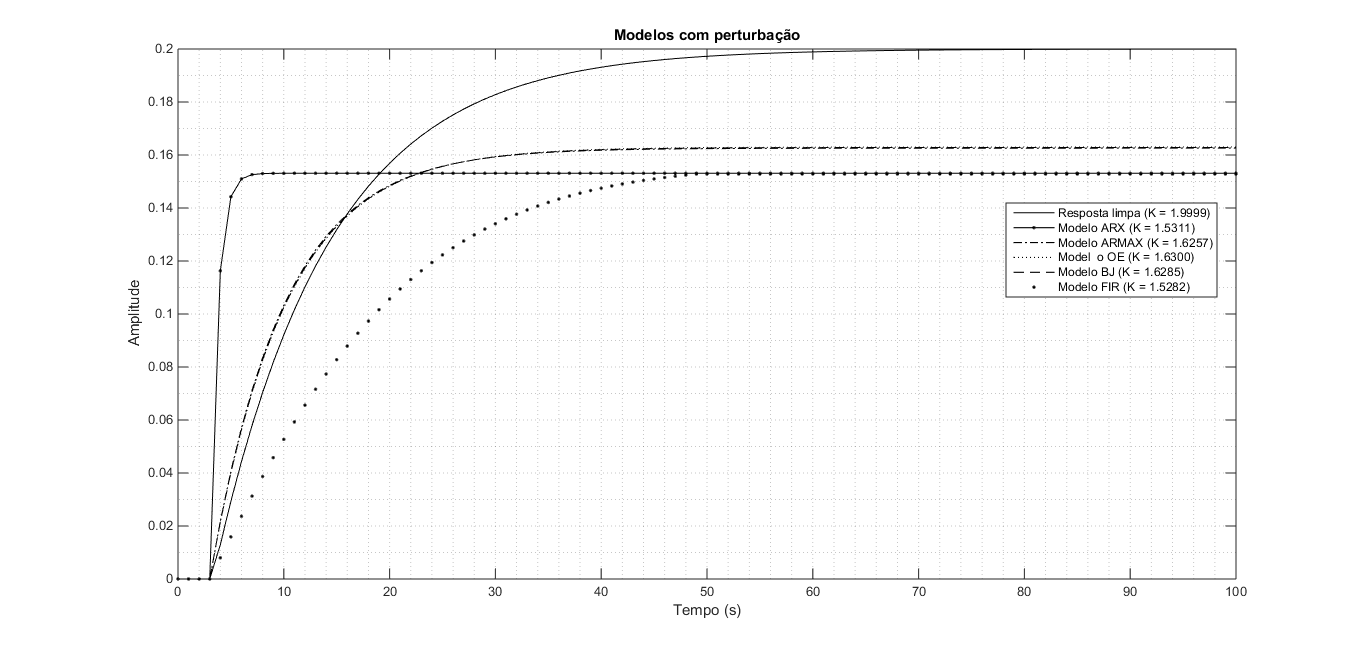 Modelos com perturbação
0.2
0.18
0.16
0.14
0.12
0.1
0.08
0.06
0.04
0.02
0
Amplitude
Resposta limpa (K = 1.9999)
Modelo ARX (K = 1.5311)
Modelo ARMAX (K = 1.6257)
Model o OE (K = 1.6300)
Modelo BJ (K = 1.6285)
Modelo FIR (K = 1.5282)
0 10 20 30 40 50 60 70 80 90 100
Tempo (s)